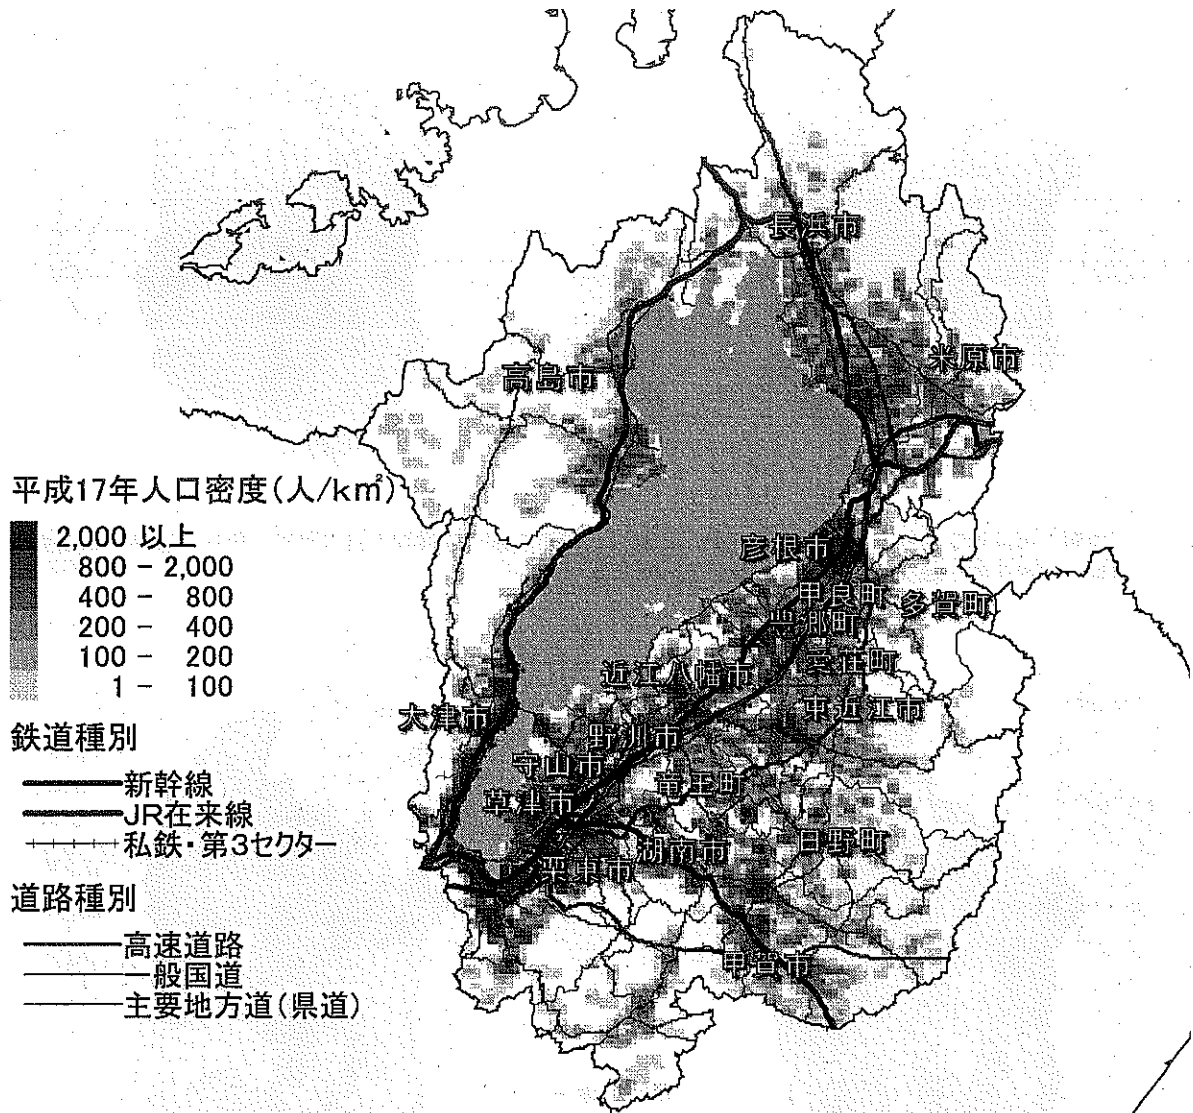 長浜市
米原市
高島市
平成17年人口密度(人/k㎡)
2,000 以上
800 - 2,000
400 - 800
200 - 400
100 - 200
1 - 100
彦根市
甲良町
多賀町
豊郷町
愛荘町
近江八幡市
東近江市
大津市
鉄道種別
野洲市
守山市
竜王町
新幹線
草津市
JR在来線
私鉄・第3セクター
日野町
湖南市
栗東市
道路種別
高速道路
一般国道
甲賀市
主要地方道(県道)